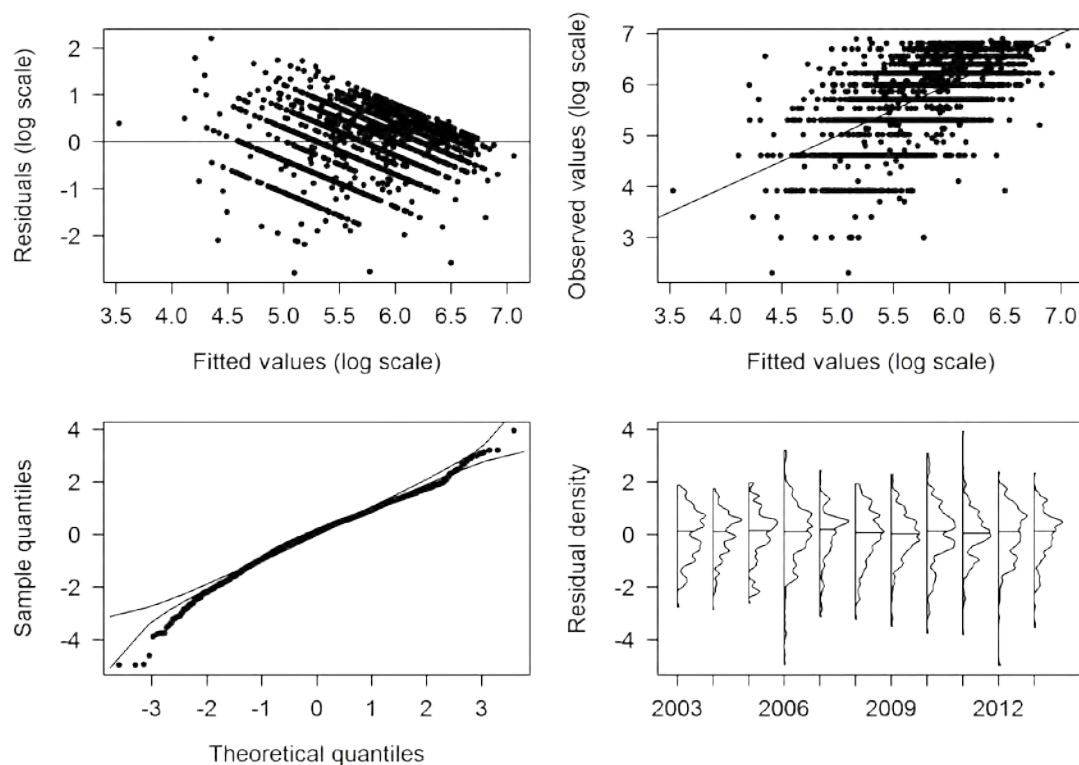 Residuals (log scale)
2
1
0
-1
-2
3.5 4.0 4.5 5.0 5.5 6.0 6.5 7.0
Fitted values (log scale)
Observed values (log scale)
7
6
5
4
3
3.5 4.0 4.5 5.0 5.5 6.0 6.5 7.0
Fitted values (log scale)
Sample quantiles
4
2
0
-2
-4
-3 -2 -1 0 1 2 3
Theoretical quantiles
Residual density
4
2
0
-2
-4
2003 2006 2009 2012